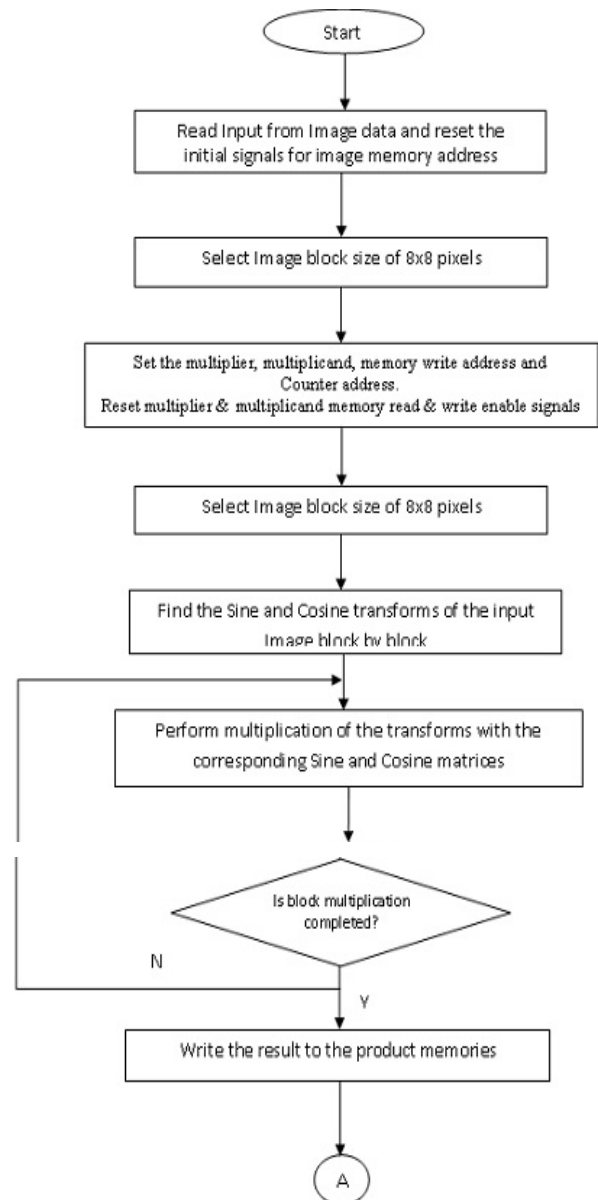 Start
Read Input from Image data and reset the
initial signals for image memory address
Select Image block size of 8x8 pixels
Set the multiplier, multiplicand, memory write address and
Counter address.
Reset multiplier & multiplicand memory read & write enable signals
Select Image block size of 8x8 pixels
Find the Sine and Cosine transforms of the input
Image block by block
Perform multiplication of the transforms with the
corresponding Sine and Cosine matrices
Is block multiplication
completed?
N
Y
Write the result to the product memories
A